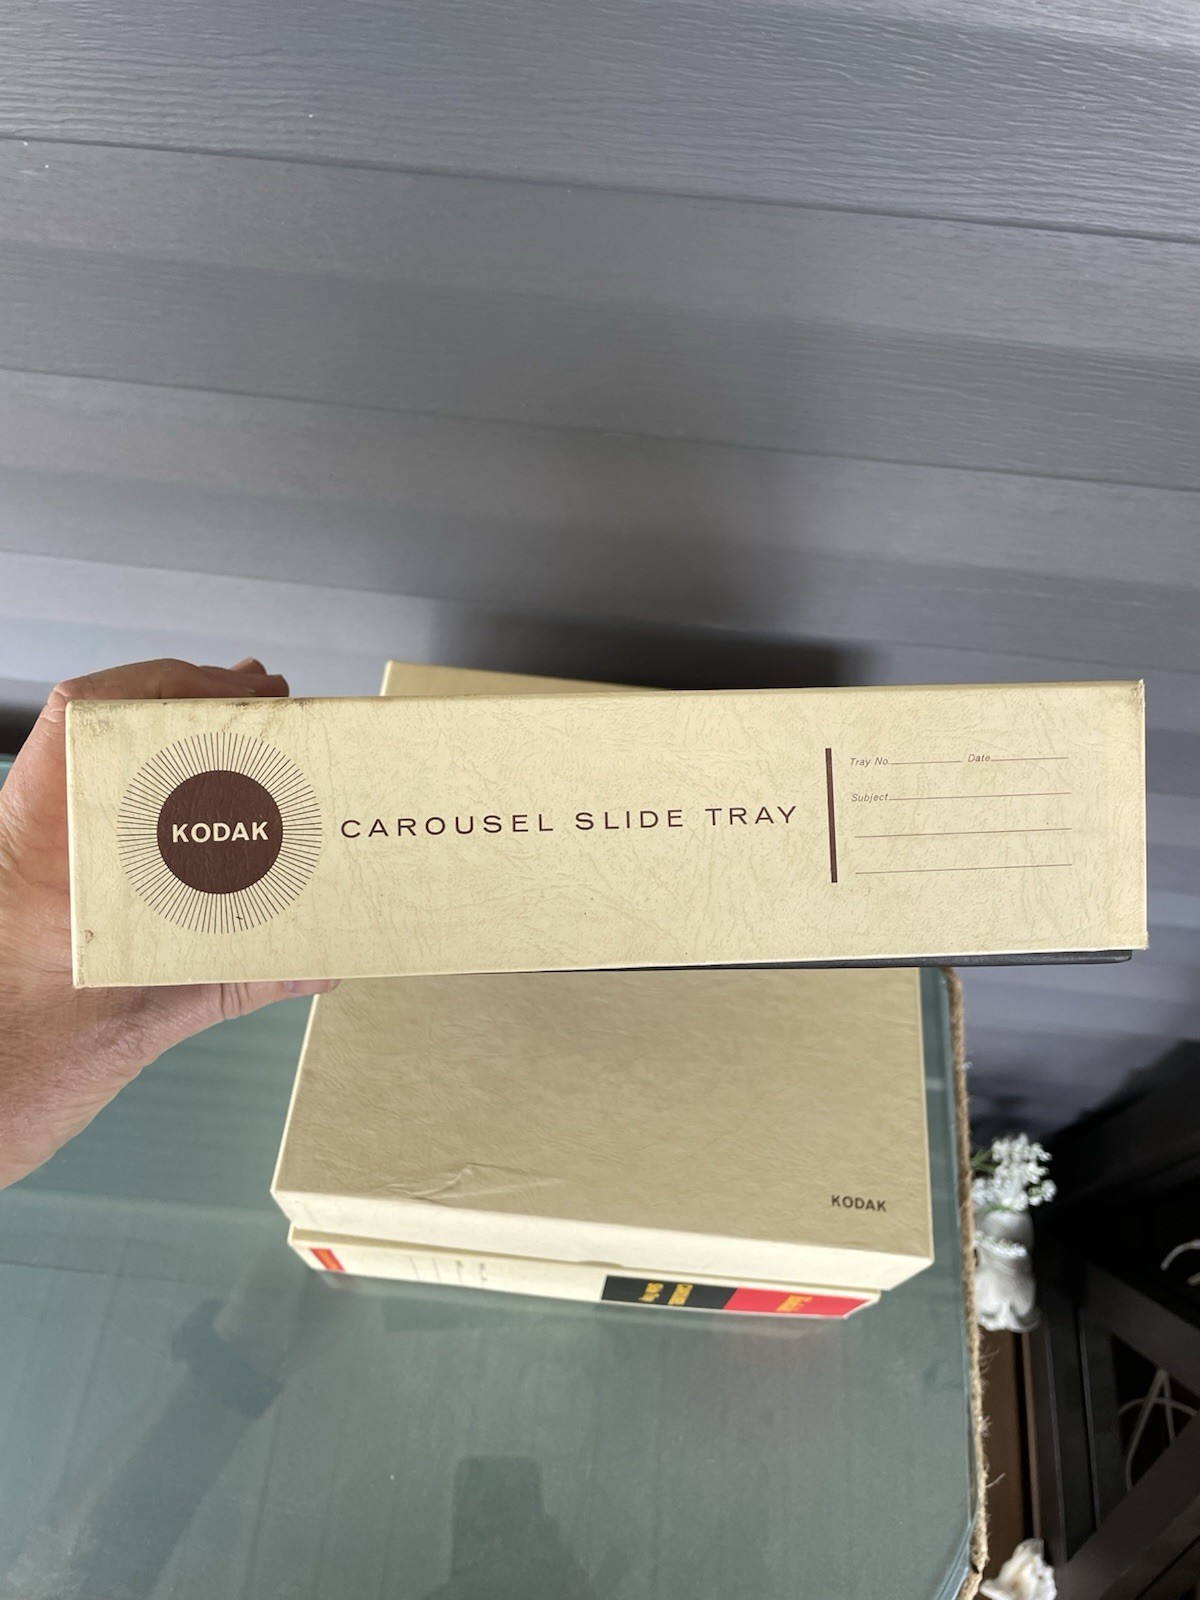 KODAK
CAROUSEL SLIDE TRAY
Tray No. Date
Subject
KODAK